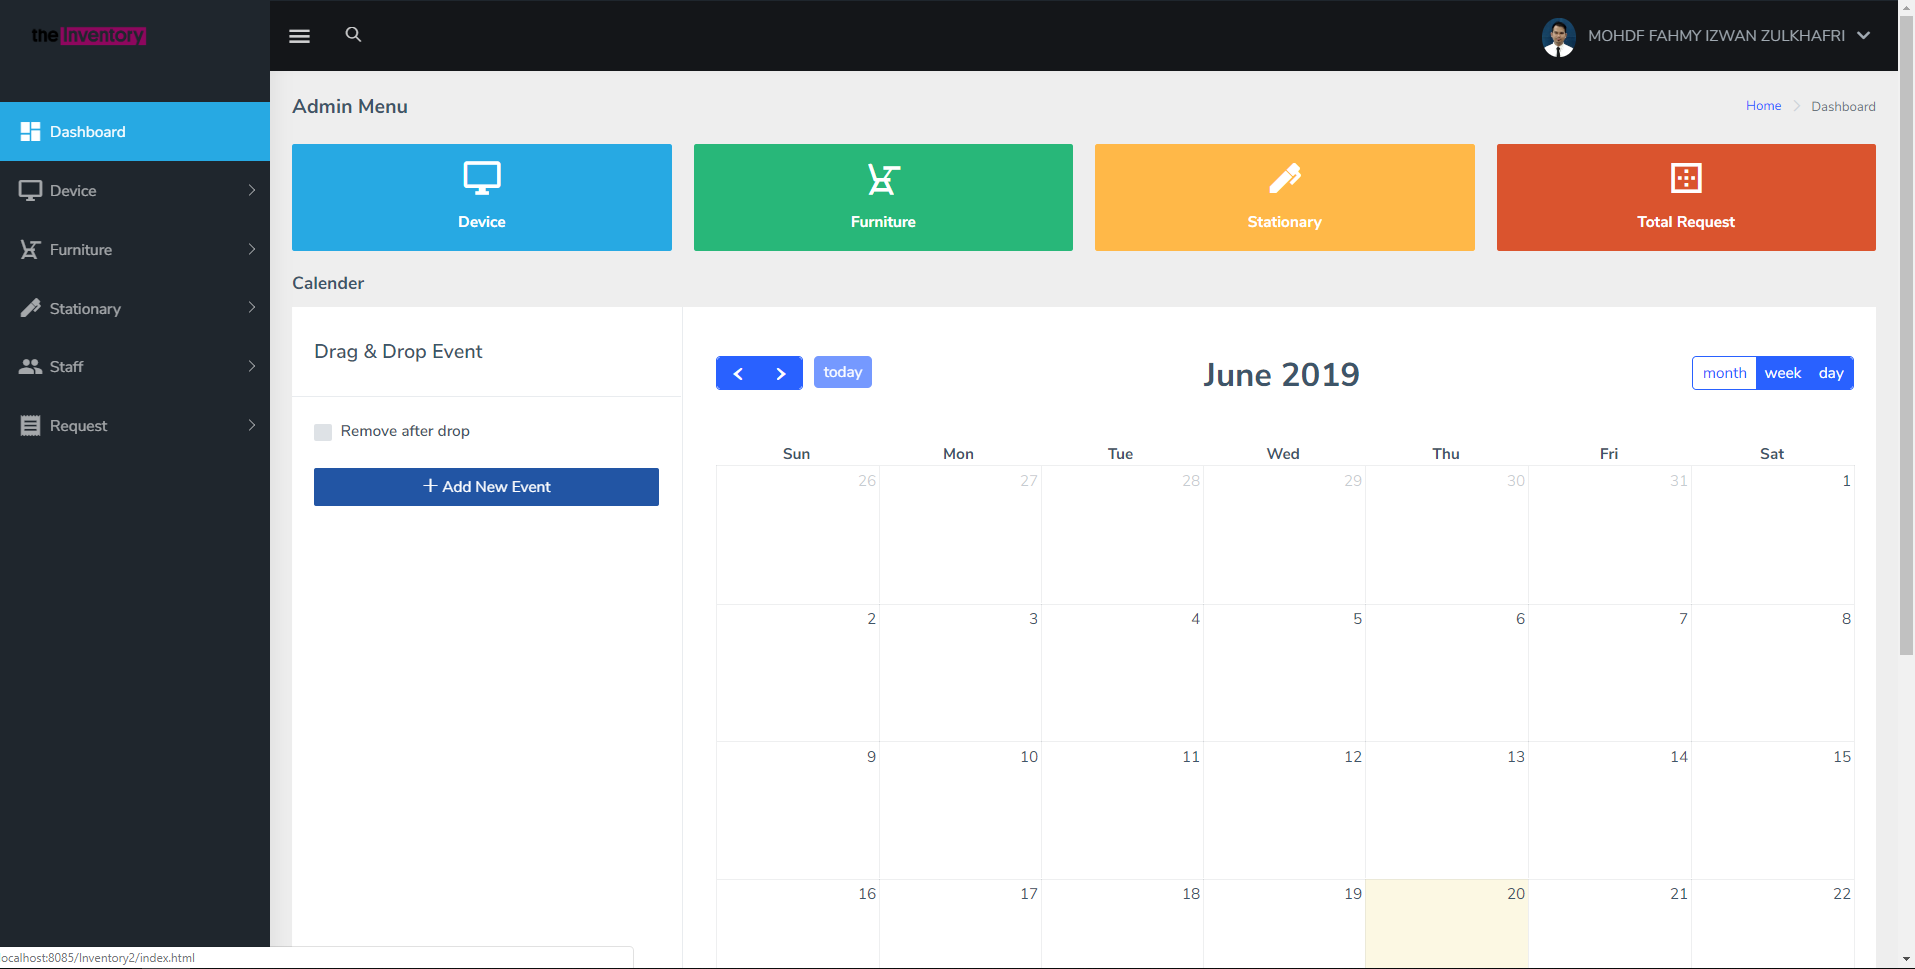 the Inventory
MOHDF FAHMY IZWAN ZULKHAFRI
Dashboard
Device
Furniture
Stationary
Staff
Request
Admin Menu
Home Dashboard
Device
Furniture
Stationary
Total Request
Calender
Drag & Drop Event
Remove after drop
+ Add New Event
today
June 2019
month week day
Sun Mon Tue Wed Thu Fri Sat
26 27 28 29 30 31 1
2 3 4 5 6 7 8
9 10 11 12 13 14 15
16 17 18 19 20 21 22
ocalhost:8085/Inventory2/index.html